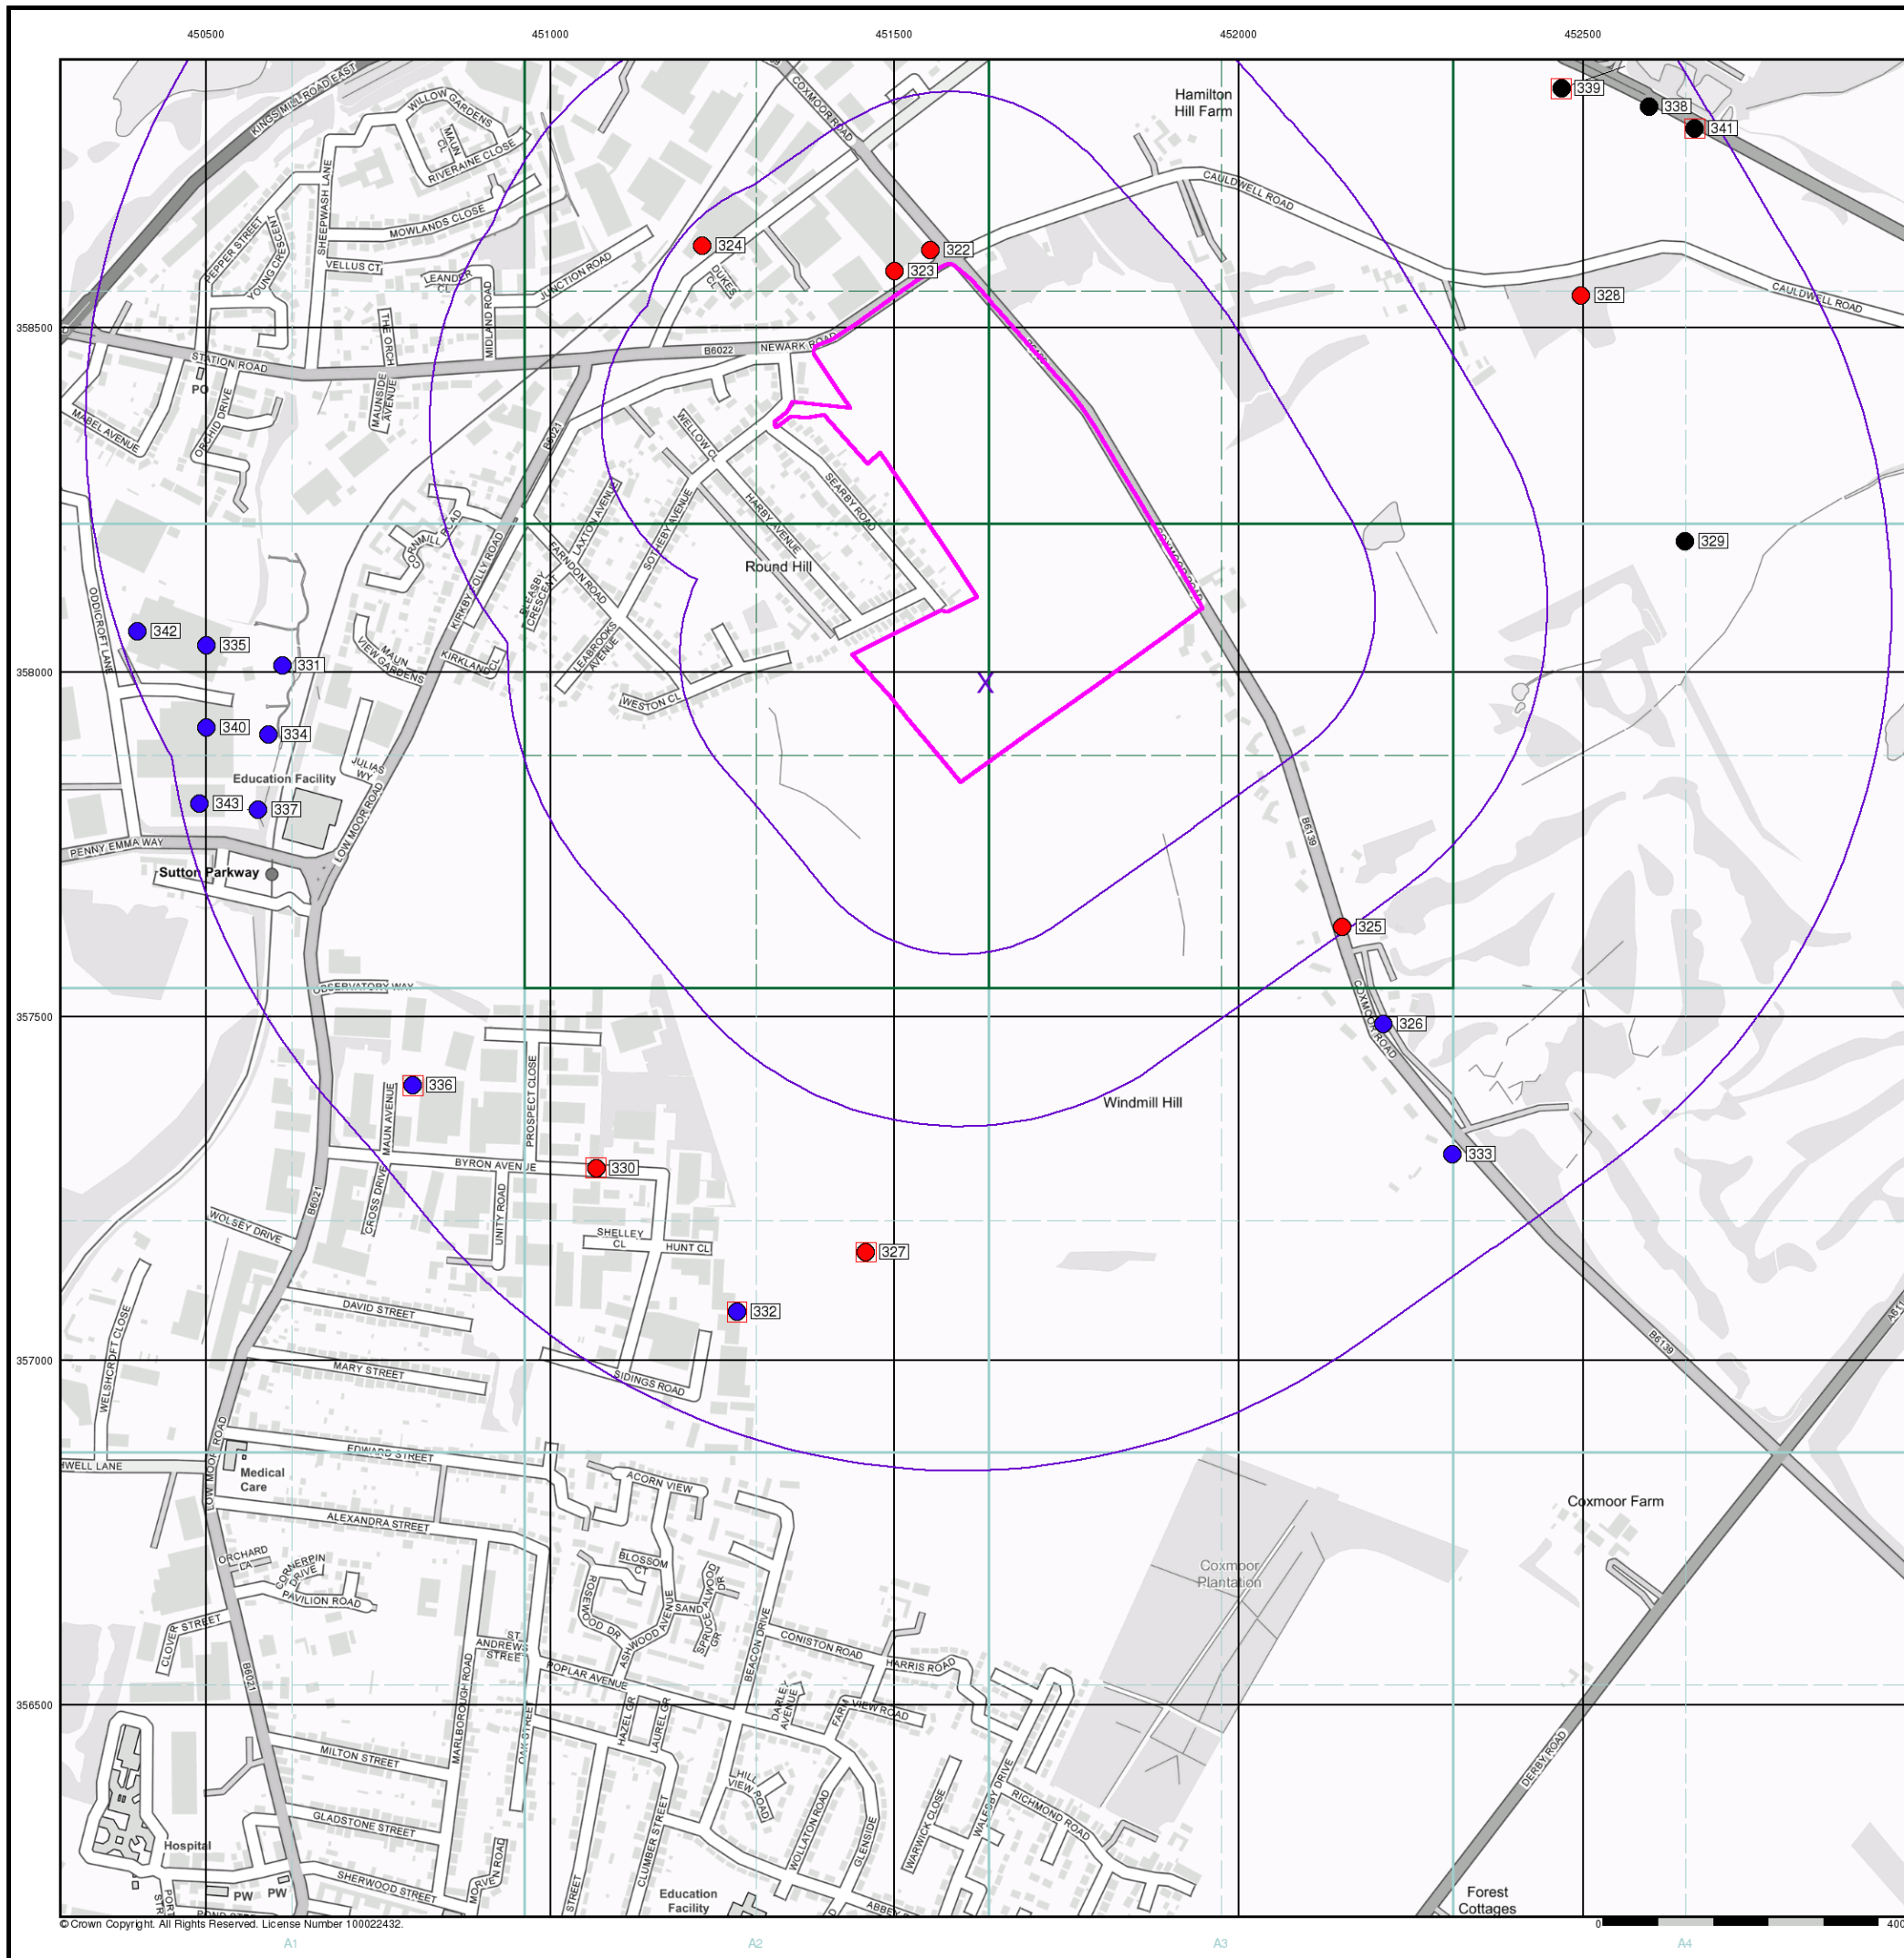 450500
451000
451500
452000
452500
KINGS MILL ROAD EAST
WILLOW GARDENS
MAUN
CL
RIVERAINE CLOSE
COXMOOR ROAD
Hamilton
Hill Farm
339
338
341
SHEEPWASH LANE
MOWLANDS CLOSE
PEPPER STREET
YOUNG CRESCENT
VELLUS CT
LEANDER
CL
MIDLAND ROAD
JUNCTION ROAD
324
DUKES
CL
322
323
CAULDWELL ROAD
328
CAULDWELL ROAD
358500
STATION ROAD
PO
THE ORCH
MAUNSIDE
AVENUE
ORCHID DRIVE
MABEL AVENUE
B6022
NEWARK ROAD
B6021
B6139
WELLOW CL
SEARBY ROAD
HARBY AVENUE
SOTHEBY AVENUE
LAXTON AVENUE
FARNDON ROAD
BLEASBY
CRESCENT
LEABROOKS
AVENUE
Round Hill
WESTON CL
CORNMILL ROAD
KIRKBY FOLLY ROAD
KIRKLAND CL
MAUN
VIEW GARDENS
COXMOOR ROAD
329
ODDICROFT LANE
342
335
331
358000
X
340
334
JULIAS
WY
Education Facility
343
337
LOW MOOR ROAD
PENNY EMMA WAY
Sutton Parkway
B6139
325
OBSERVATORY WAY
357500
326
COXMOOR ROAD
336
MAUN AVENUE
PROSPECT CLOSE
Windmill Hill
333
BYRON AVENUE
330
CROSS DRIVE
UNITY ROAD
B6021
WOLSEY DRIVE
SHELLEY
CL
HUNT CL
327
332
DAVID STREET
WELSHCROFT CLOSE
B6139
A611
357000
MARY STREET
SIDINGS ROAD
LOW MOOR ROAD
EDWARD STREET
HWELL LANE
Medical
Care
ACORN VIEW
ALEXANDRA STREET
Coxmoor Farm
ORCHARD
LA
CORNERPIN
DRIVE
PAVILION ROAD
BLOSSOM
CT
ROSEWOOD DR
SAND
SPRUCE
GR
ALWOOD
DR
ASHWOOD AVENUE
Coxmoor
Plantation
CLOVER STREET
ST
ANDREWS
STREET
BEACON DRIVE
CONISTON ROAD
HARRIS ROAD
POPLAR AVENUE
B6021
MARLBOROUGH ROAD
OAK STREET
HAZEL GR
LAUREL GR
DARLEY
AVENUE
FARM VIEW ROAD
356500
MILTON STREET
HILL
VIEW ROAD
DERBY ROAD
WOLLATON ROAD
GLENSIDE
WARWICK CLOSE
WALESBY DRIVE
RICHMOND ROAD
GLADSTONE STREET
CLUMBER STREET
Hospital
SHERWOOD STREET
MORVEN ROAD
STREET
PW
PW
Education
Facility
ABBEY
Forest
Cottages
© Crown Copyright. All Rights Reserved. License Number 100022432.
0
400
A1
A2
A3
A4